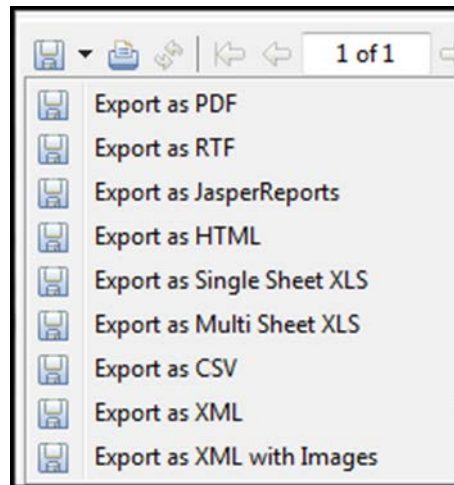 1 of 1
Export as PDF
Export as RTF
Export as JasperReports
Export as HTML
Export as Single Sheet XLS
Export as Multi Sheet XLS
Export as CSV
Export as XML
Export as XML with Images